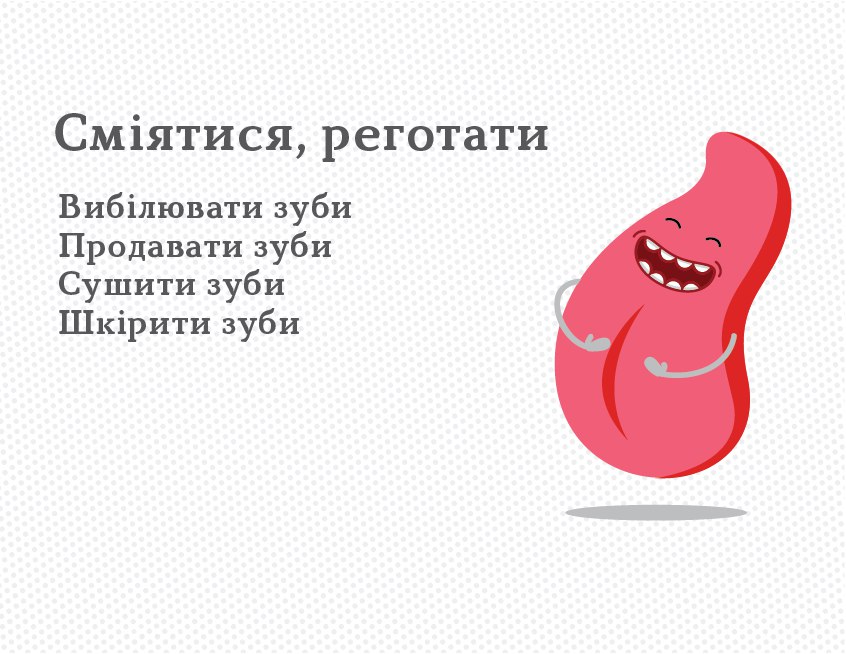 Сміятися, реготати
Вибілювати зуби
Продавати зуби
Сушити зуби
Шкірити зуби